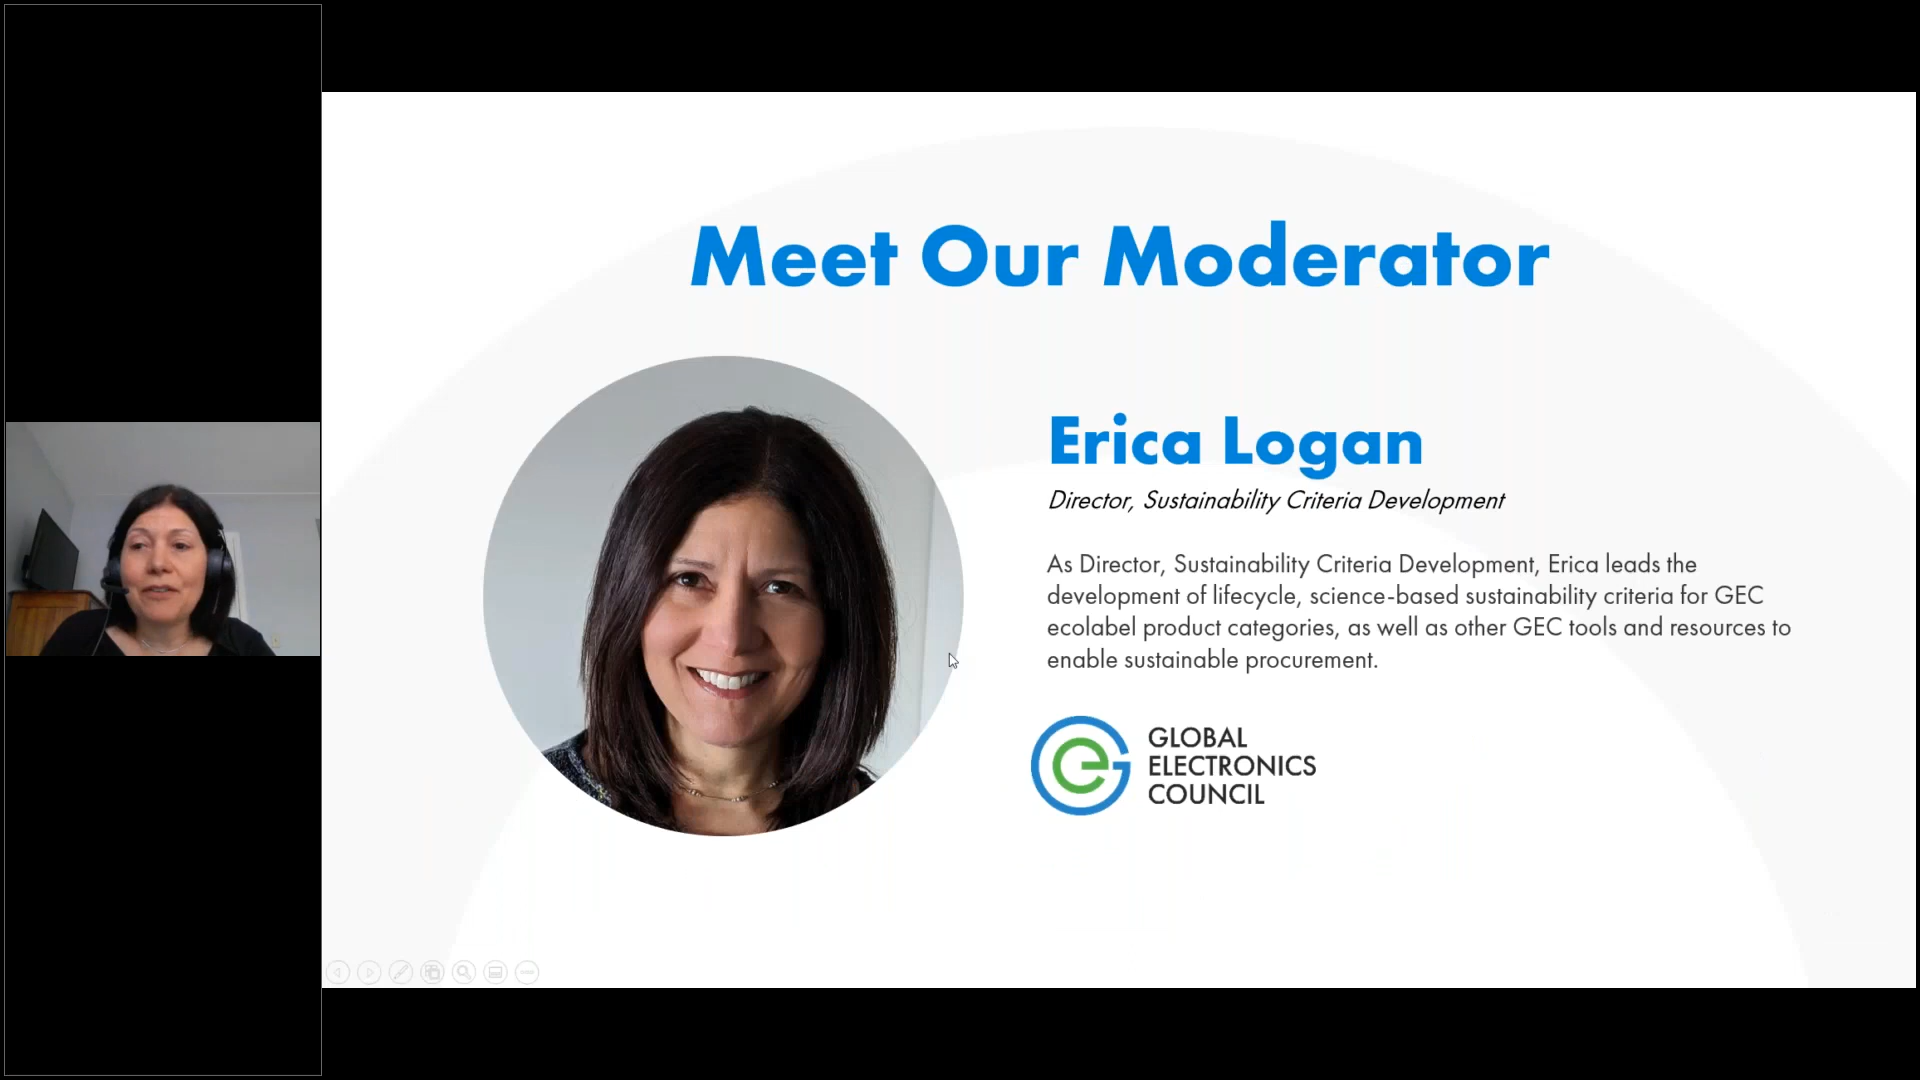 Meet Our Moderator
Erica Logan
Director, Sustainability Criteria Development
As Director, Sustainability Criteria Development, Erica leads the
development of lifecycle, science-based sustainability criteria for GEC
ecolabel product categories, as well as other GEC tools and resources to
enable sustainable procurement.
GLOBAL
ELECTRONICS
COUNCIL